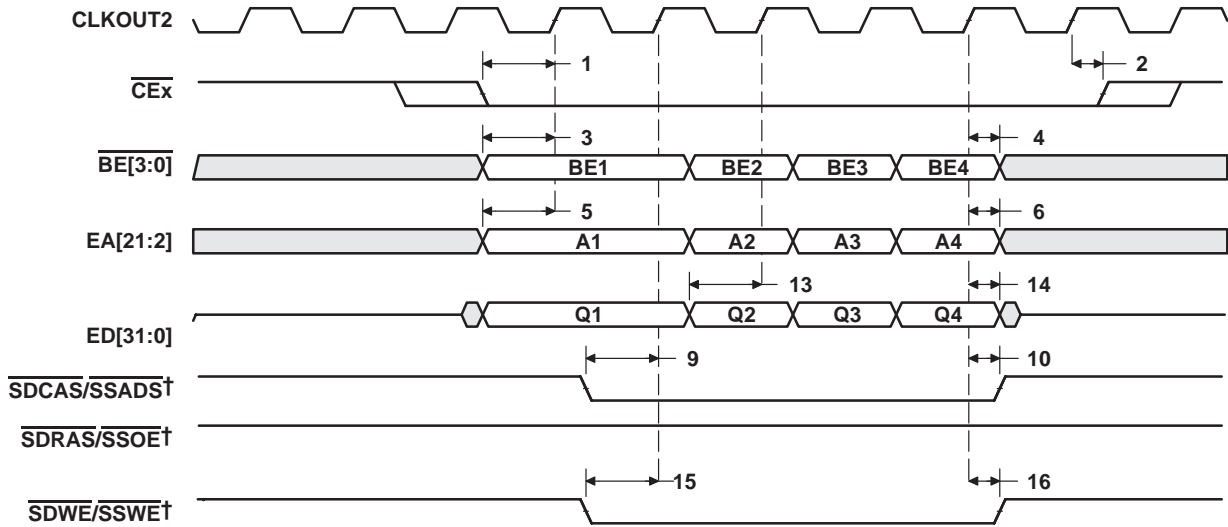 CLKOUT2
1 2
CEx
3 4
BE[3:0] BE1 BE2 BE3 BE4
5 6
EA[21:2] A1 A2 A3 A4
13 14
ED[31:0] Q1 Q2 Q3 Q4
9 10
SDCAS/SSADS†
SDRAS/SSOE†
15 16
SDWE/SSWE†